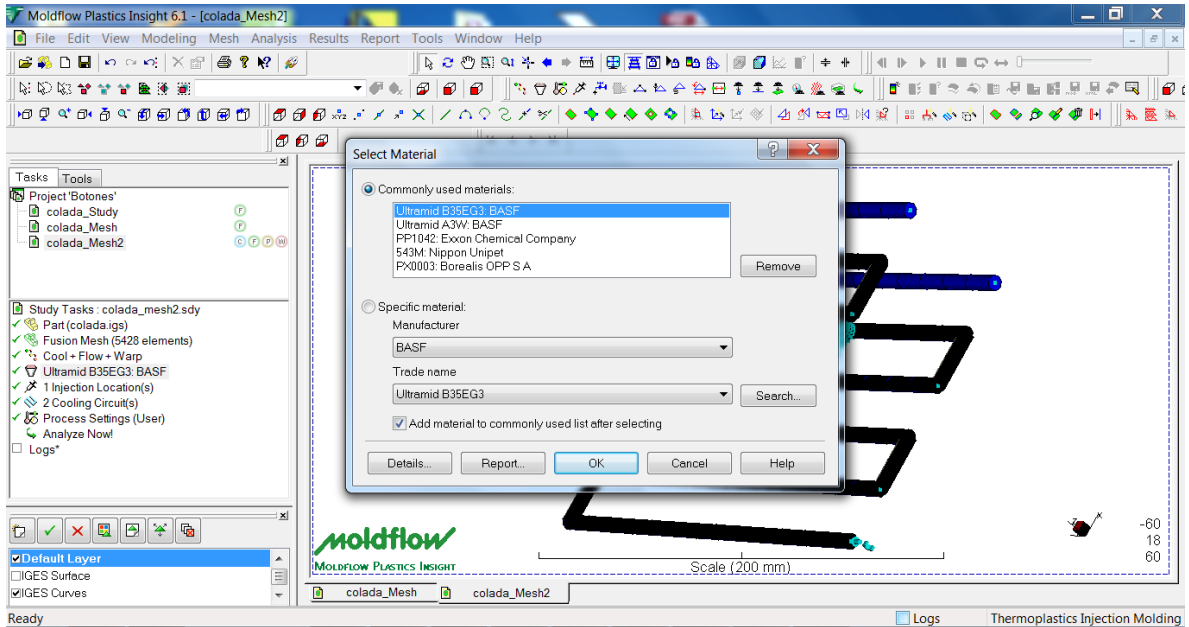 Moldflow Plastics Insight 6.1 - [colada_Mesh2]
File Edit View Modeling Mesh Analysis Results Report Tools Window Help
Tasks Tools
Project 'Botones'
colada_Study
colada_Mesh
colada_Mesh2
Study Tasks : colada_mesh2.sdy
Part (colada.igs)
Fusion Mesh (5428 elements)
Cool + Flow + Warp
Ultramid B35EG3: BASF
1 Injection Location(s)
2 Cooling Circuit(s)
Process Settings (User)
Analyze Now!
Logs*
Default Layer
IGES Surface
IGES Curves
Select Material
Commonly used materials:
Ultramid B35EG3: BASF
Ultramid A3W: BASF
PP1042: Exxon Chemical Company
543M: Nippon Unipet
PX0003: Borealis OPP S A
Remove
Specific material:
Manufacturer
BASF
Trade name
Ultramid B35EG3
Search...
Add material to commonly used list after selecting
Details... Report... OK Cancel Help
moldflow
MOLDFLOW PLASTICS INSIGHT
Scale (200 mm)
-60
18
60
colada_Mesh colada_Mesh2
Ready Logs Thermoplastics Injection Molding